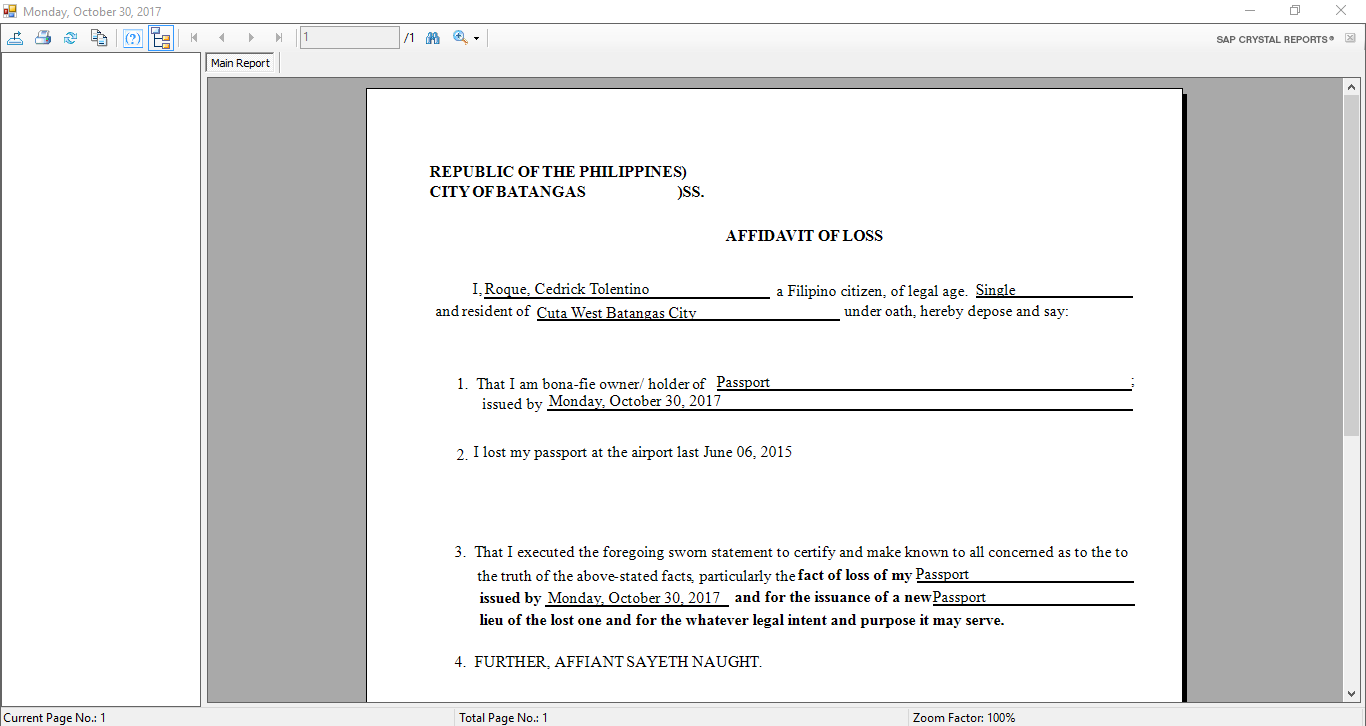 Monday, October 30, 2017
1 /1 SAP CRYSTAL REPORTS®
Main Report
REPUBLIC OF THE PHILIPPINES)
CITY OF BATANGAS )SS.
AFFIDAVIT OF LOSS
I, Roque, Cedrick Tolentino a Filipino citizen, of legal age. Single
and resident of Cuta West Batangas City under oath, hereby depose and say:
1. That I am bona-fie owner/ holder of Passport ;
issued by Monday, October 30, 2017
2. I lost my passport at the airport last June 06, 2015
3. That I executed the foregoing sworn statement to certify and make known to all concerned as to the to
the truth of the above-stated facts, particularly the fact of loss of my Passport
issued by Monday, October 30, 2017 and for the issuance of a new Passport
lieu of the lost one and for the whatever legal intent and purpose it may serve.
4. FURTHER, AFFIANT SAYETH NAUGHT.
Current Page No.: 1 Total Page No.: 1 Zoom Factor: 100%